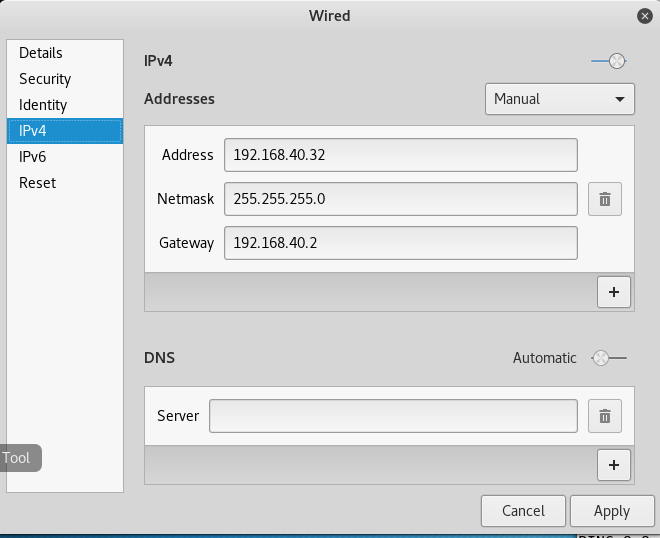 Wired
Details
Security
Identity
IPv4
IPv6
Reset
IPv4
Addresses Manual
Address 192.168.40.32
Netmask 255.255.255.0
Gateway 192.168.40.2
+
DNS Automatic
Server
+
Tool
Cancel Apply